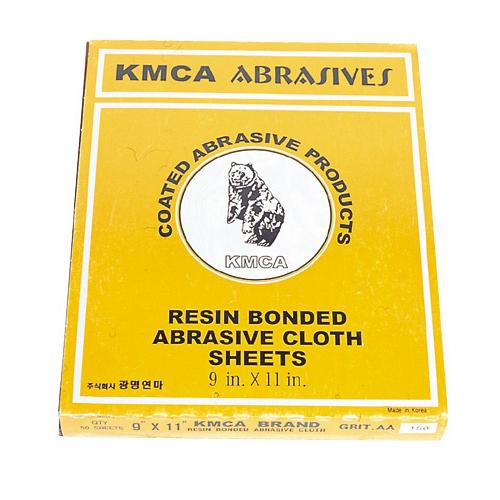 KMCA ABRASIVES
COATED ABRASIVE PRODUCTS
KMCA
RESIN BONDED
ABRASIVE CLOTH
SHEETS
9 in. X 11 in.
주식회사 광명연마
Made in Korea
QTY
50 SHEETS
9" X 11"
KMCA BRAND
RESIN BONDED ABRASIVE CLOTH
GRIT. AA 150